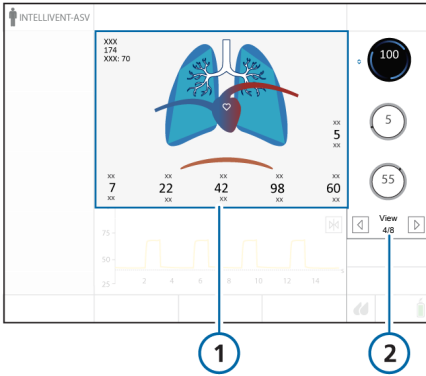 INTELLIVENT-ASV
XXX
174
XXX: 70
100
5
55
xx
5
xx
xx xx xx xx xx
7 22 42 98 60
xx xx xx xx xx
View
4/8
75
50
25
2 4 6 8 10 12 14
s
1 2